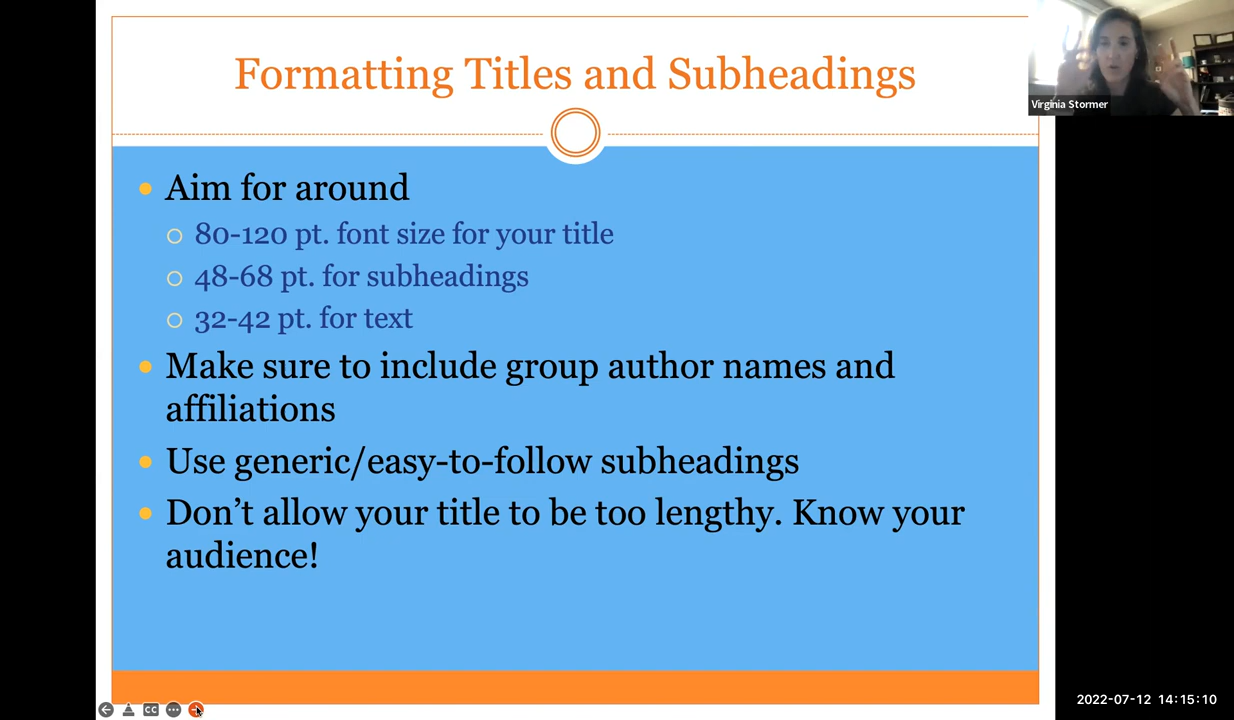 Formatting Titles and Subheadings
Virginia Stormer
Aim for around
80-120 pt. font size for your title
48-68 pt. for subheadings
32-42 pt. for text
Make sure to include group author names and
affiliations
Use generic/easy-to-follow subheadings
Don’t allow your title to be too lengthy. Know your
audience!
CC
2022-07-12 14:15:10